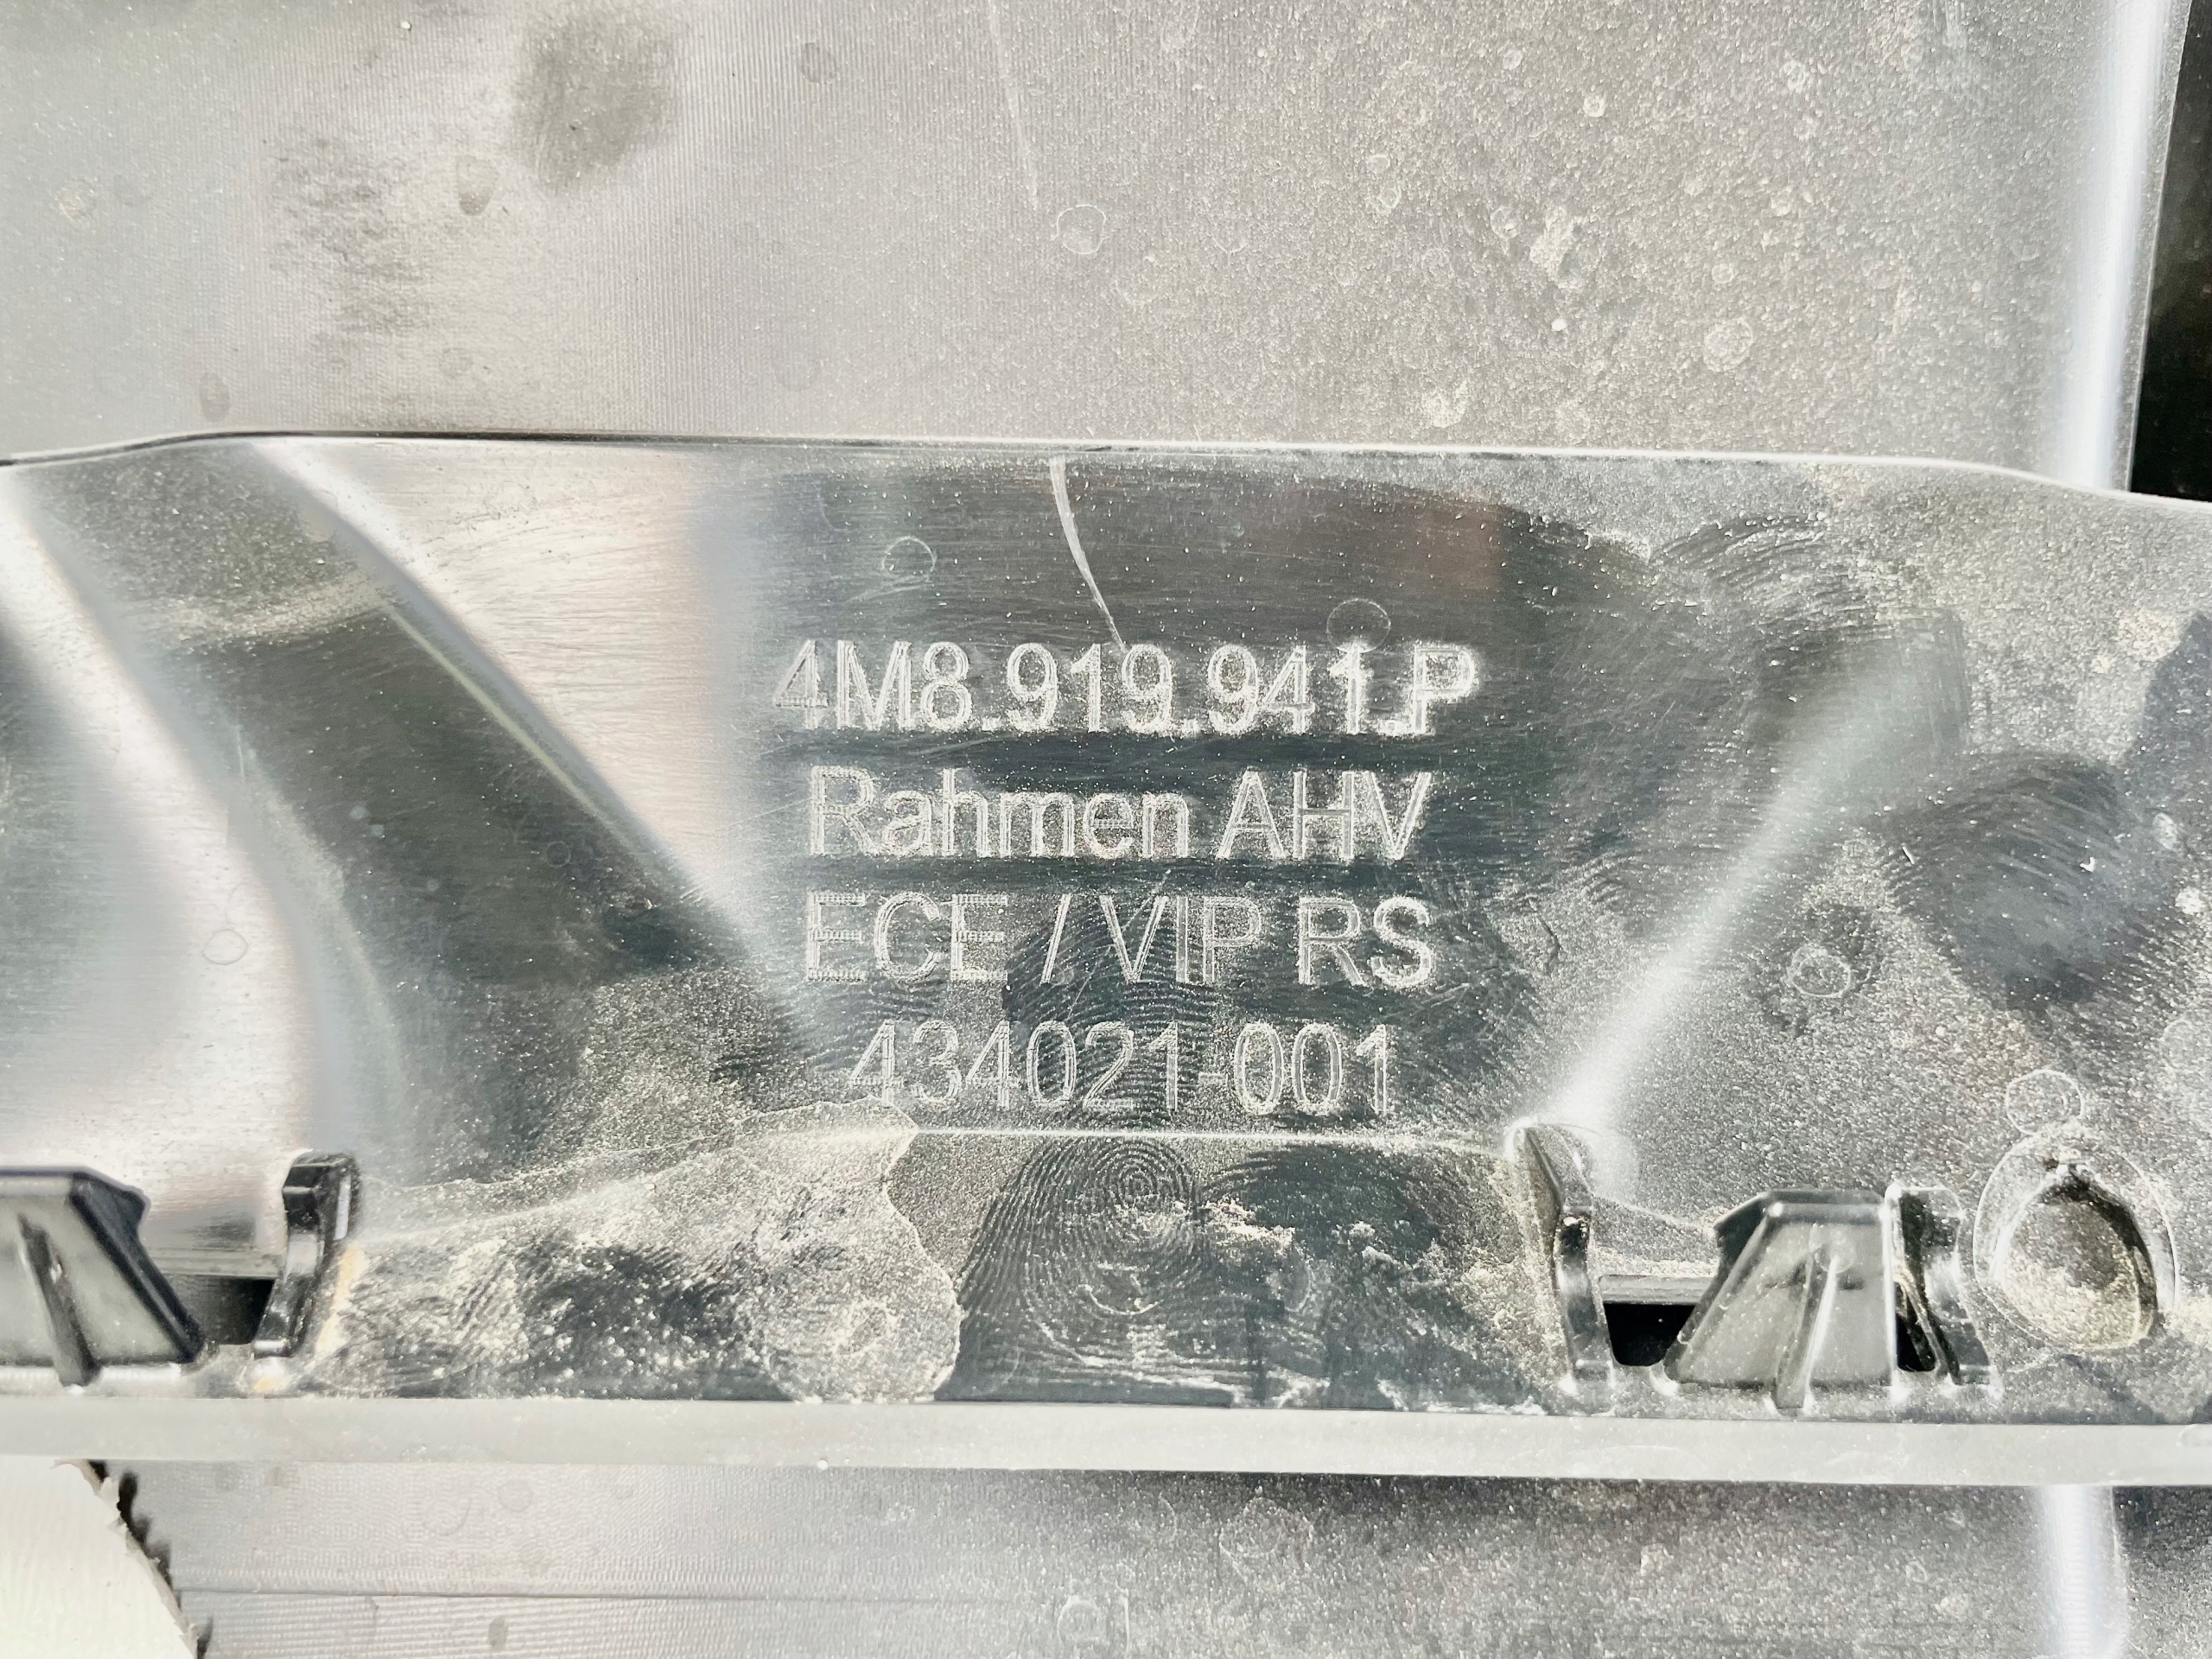 4M8.919.941.P
Rahmen AHV
ECE / VIP RS
434021-001